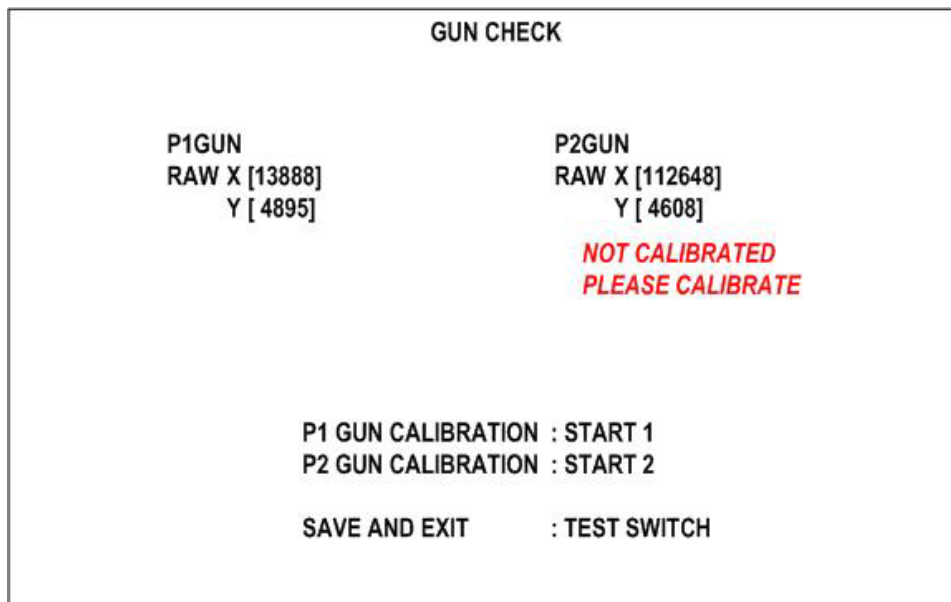 GUN CHECK
P1GUN
RAW X [13888]
Y [ 4895]
P2GUN
RAW X [112648]
Y [ 4608]
NOT CALIBRATED
PLEASE CALIBRATE
P1 GUN CALIBRATION : START 1
P2 GUN CALIBRATION : START 2
SAVE AND EXIT : TEST SWITCH